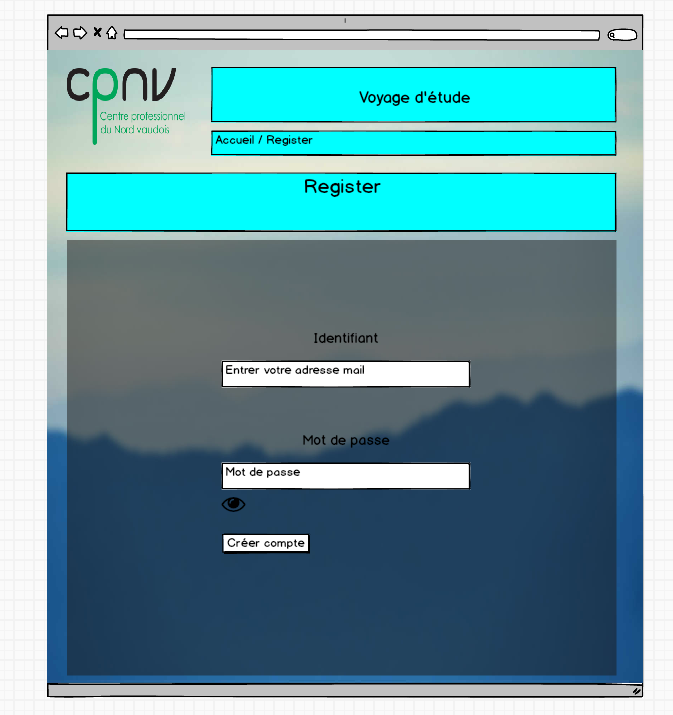 cpnv
Centre professionnel
du Nord vaudois
Voyage d'étude
Accueil / Register
Register
Identifiant
Entrer votre adresse mail
Mot de passe
Mot de passe
Créer compte